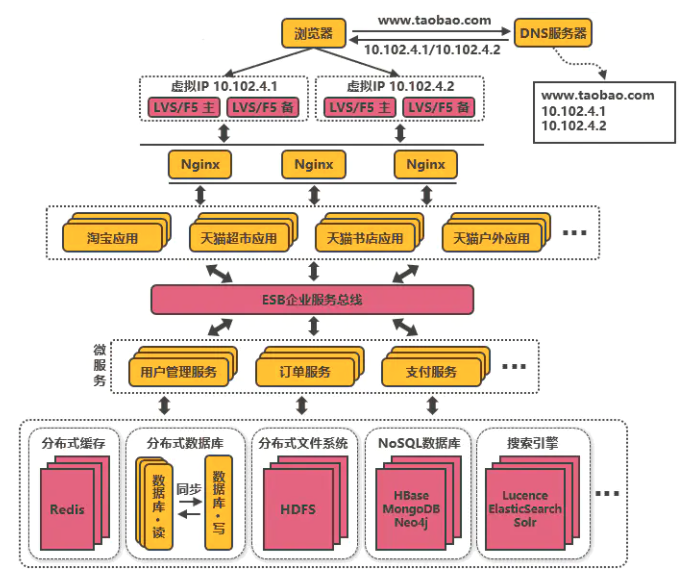 www.taobao.com
浏览器
DNS服务器
10.102.4.1/10.102.4.2
虚拟IP 10.102.4.1
虚拟IP 10.102.4.2
LVS/F5 主
LVS/F5 备
LVS/F5 主
LVS/F5 备
www.taobao.com
10.102.4.1
10.102.4.2
Nginx
Nginx
Nginx
淘宝应用
天猫超市应用
天猫书店应用
天猫户外应用
...
ESB企业服务总线
微服务
用户管理服务
订单服务
支付服务
...
分布式缓存
分布式数据库
分布式文件系统
NoSQL数据库
搜索引擎
Redis
数据库·读
同步
数据库·写
HDFS
HBase
MongoDB
Neo4j
Lucence
ElasticSearch
Solr
...